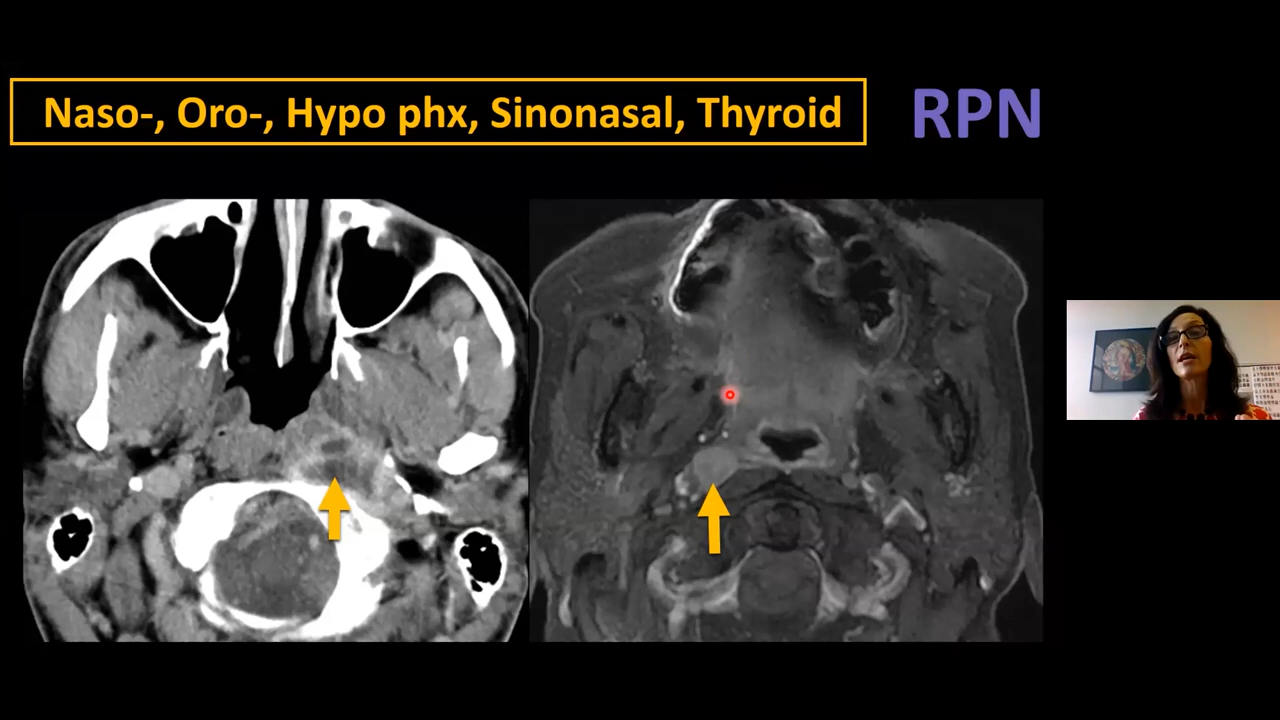 Naso-, Oro-, Hypo phx, Sinonasal, Thyroid
RPN